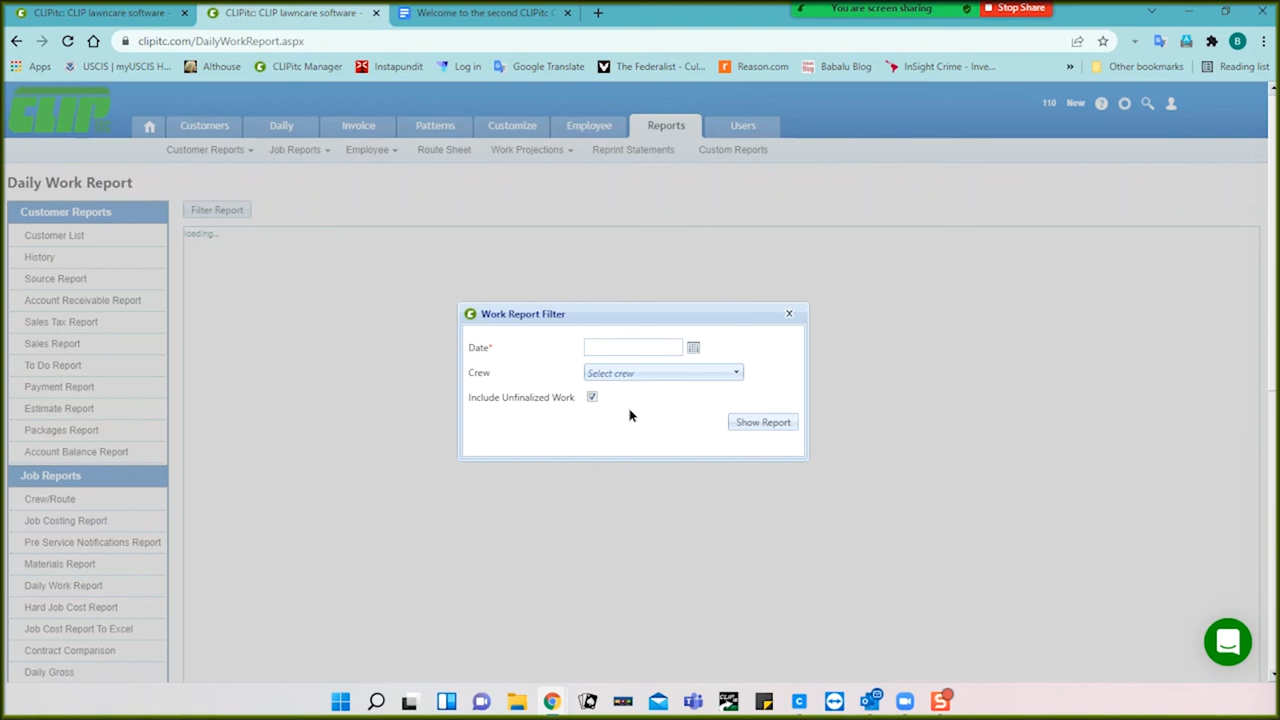 CLIPitc: CLIP lawncare software -
CLIPitc: CLIP lawncare software -
Welcome to the second CLIPitc C
You are screen sharing
Stop Share
clipitc.com/DailyWorkReport.aspx
B
Apps
USCIS | myUSCIS H...
Althouse
CLIPitc Manager
Instapundit
Log in
Google Translate
The Federalist - Cul...
Reason.com
Babalu Blog
InSight Crime - Inve...
»
Other bookmarks
Reading list
CLIP
110
New
Customers
Daily
Invoice
Patterns
Customize
Employee
Reports
Users
Customer Reports
Job Reports
Employee
Route Sheet
Work Projections
Reprint Statements
Custom Reports
Daily Work Report
Customer Reports
Customer List
History
Source Report
Account Receivable Report
Sales Tax Report
Sales Report
To Do Report
Payment Report
Estimate Report
Packages Report
Account Balance Report
Job Reports
Crew/Route
Job Costing Report
Pre Service Notifications Report
Materials Report
Daily Work Report
Hard Job Cost Report
Job Cost Report To Excel
Contract Comparison
Daily Gross
Filter Report
loading...
Work Report Filter
X
Date*
Crew
Select crew
Include Unfinalized Work
Show Report